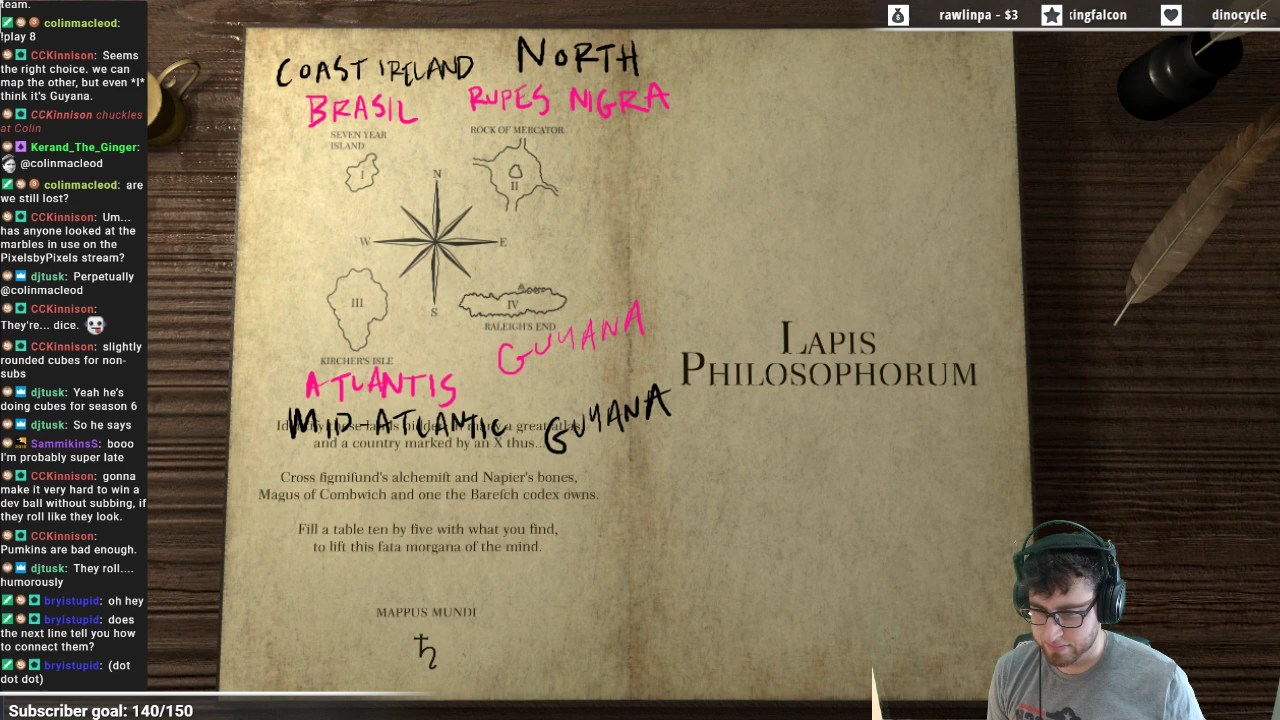 team.
colinmacleod:
!play 8
CCKinnison: Seems
the right choice. we can
map the other, but even *I*
think it's Guyana.
CCKinnison chuckles
at Colin
Kerand_The_Ginger:
@colinmacleod
colinmacleod: are
we still lost?
CCKinnison: Um...
has anyone looked at the
marbles in use on the
PixelsbyPixels stream?
djtusk: Perpetually
@colinmacleod
CCKinnison:
They're... dice.
CCKinnison: slightly
rounded cubes for non-
subs
djtusk: Yeah he's
doing cubes for season 6
djtusk: So he says
SammikinsS: booo
I'm probably super late
CCKinnison: gonna
make it very hard to win a
dev ball without subbing, if
they roll like they look.
CCKinnison:
Pumkins are bad enough.
djtusk: They roll....
humorously
bryistupid: oh hey
bryistupid: does
the next line tell you how
to connect them?
bryistupid: (dot
dot dot)
Subscriber goal: 140/150
rawlinpa - $3
kingfalcon
dinocycle
COAST IRELAND
NORTH
BRASIL
RUPES NIGRA
SEVEN YEAR
ISLAND
ROCK OF MERCATOR
I
II
N
W
E
S
III
IV
RALEIGH'S END
KIRCHER'S ISLE
GUYANA
ATLANTIS
MID-ATLANTIC
GUYANA
Identify these lands hidden in many a great atlas,
and a country marked by an X thus...
Cross figmifund's alchemift and Napier's bones,
Magus of Combwich and one the Barefch codex owns.
Fill a table ten by five with what you find,
to lift this fata morgana of the mind.
MAPPUS MUNDI
♄
LAPIS
PHILOSOPHORUM